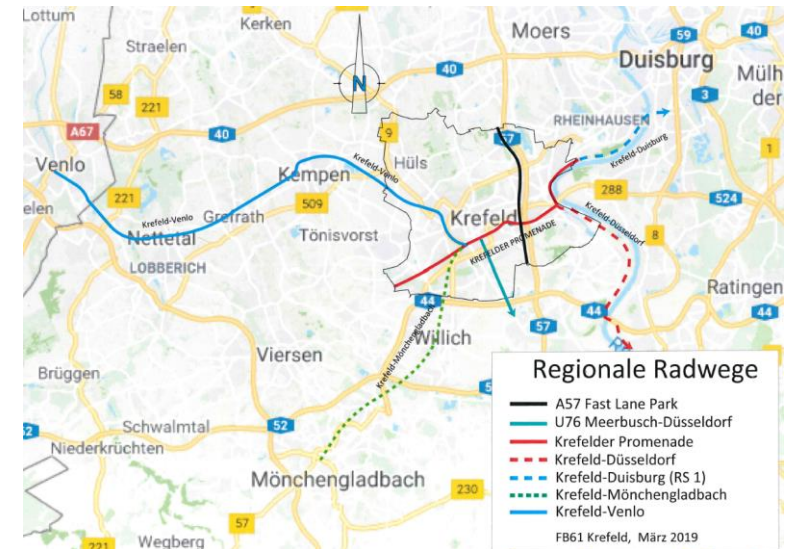 Lottum
Kerken
Moers
59
40
Straelen
40
Duisburg
Mülh
der
58
221
N
3
A67
40
9
57
RHEINHAUSEN
1
Venlo
Kempen
Krefeld-Venlo
Hüls
Krefeld-Duisburg
221
288
524
elen
Krefeld-Venlo
Grefrath
509
Krefeld
Krefeld-Düsseldorf
Nettetal
Tönisvorst
KREFELDER PROMENADE
8
LOBBERICH
Ratingen
44
44
44
Krefeld-Mönchengladbach
57
Willich
Viersen
Brüggen
Regionale Radwege
A57 Fast Lane Park
U76 Meerbusch-Düsseldorf
Krefelder Promenade
Krefeld-Düsseldorf
Krefeld-Duisburg (RS 1)
Krefeld-Mönchengladbach
Krefeld-Venlo
FB61 Krefeld, März 2019
Schwalmtal
52
52
Niederkrüchten
Mönchengladbach
230
57
Wegberg
221